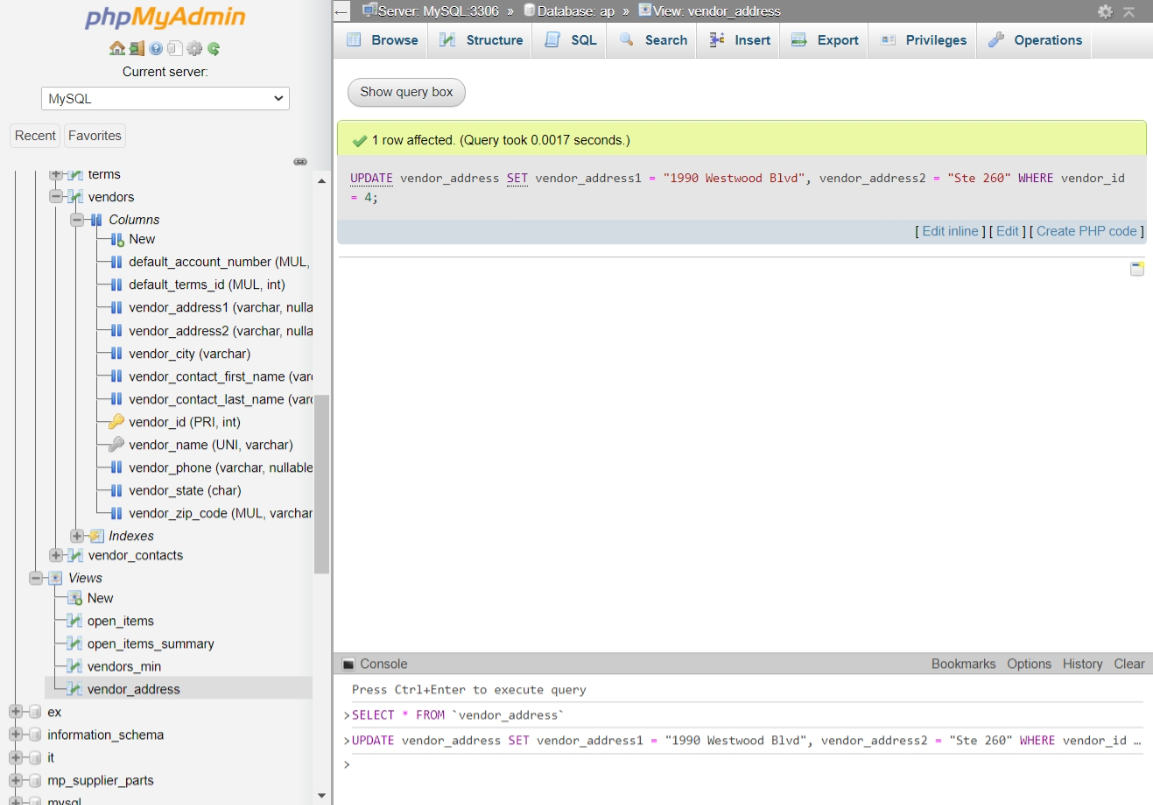 phpMyAdmin
Current server:
MySQL
Recent Favorites
terms
vendors
Columns
New
default_account_number (MUL,
default_terms_id (MUL, int)
vendor_address1 (varchar, nulla
vendor_address2 (varchar, nulla
vendor_city (varchar)
vendor_contact_first_name (var
vendor_contact_last_name (var
vendor_id (PRI, int)
vendor_name (UNI, varchar)
vendor_phone (varchar, nullable
vendor_state (char)
vendor_zip_code (MUL, varchar
Indexes
vendor_contacts
Views
New
open_items
open_items_summary
vendors_min
vendor_address
ex
information_schema
it
mp_supplier_parts
mysql
Server: MySQL:3306 » Database: ap » View: vendor_address
Browse Structure SQL Search Insert Export Privileges Operations
Show query box
1 row affected. (Query took 0.0017 seconds.)
UPDATE vendor_address SET vendor_address1 = "1990 Westwood Blvd", vendor_address2 = "Ste 260" WHERE vendor_id
= 4;
[ Edit inline ] [ Edit ] [ Create PHP code ]
Console Bookmarks Options History Clear
Press Ctrl+Enter to execute query
>SELECT * FROM `vendor_address`
>UPDATE vendor_address SET vendor_address1 = "1990 Westwood Blvd", vendor_address2 = "Ste 260" WHERE vendor_id …
>